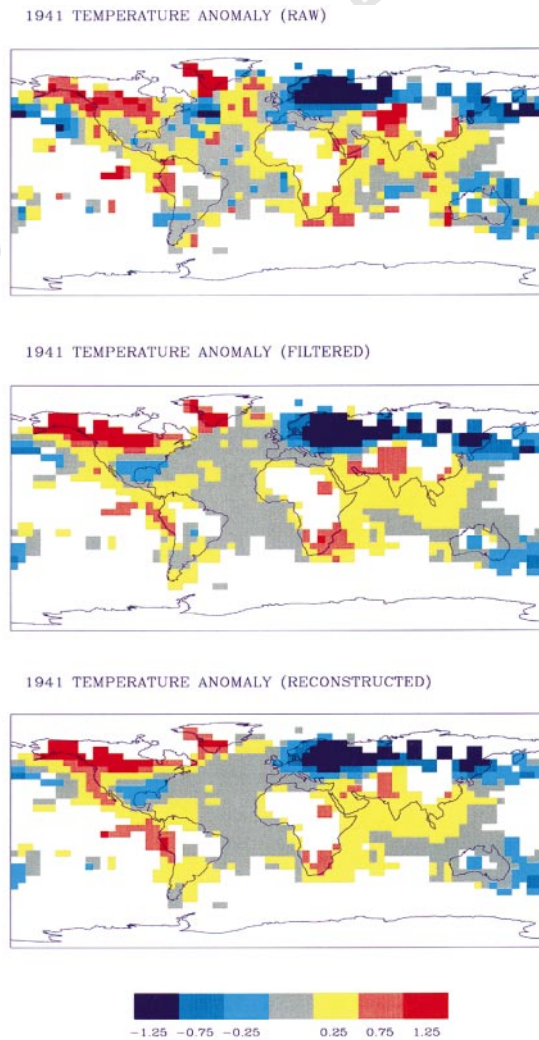 1941 TEMPERATURE ANOMALY (RAW)
1941 TEMPERATURE ANOMALY (FILTERED)
1941 TEMPERATURE ANOMALY (RECONSTRUCTED)
-1.25 -0.75 -0.25 0.25 0.75 1.25